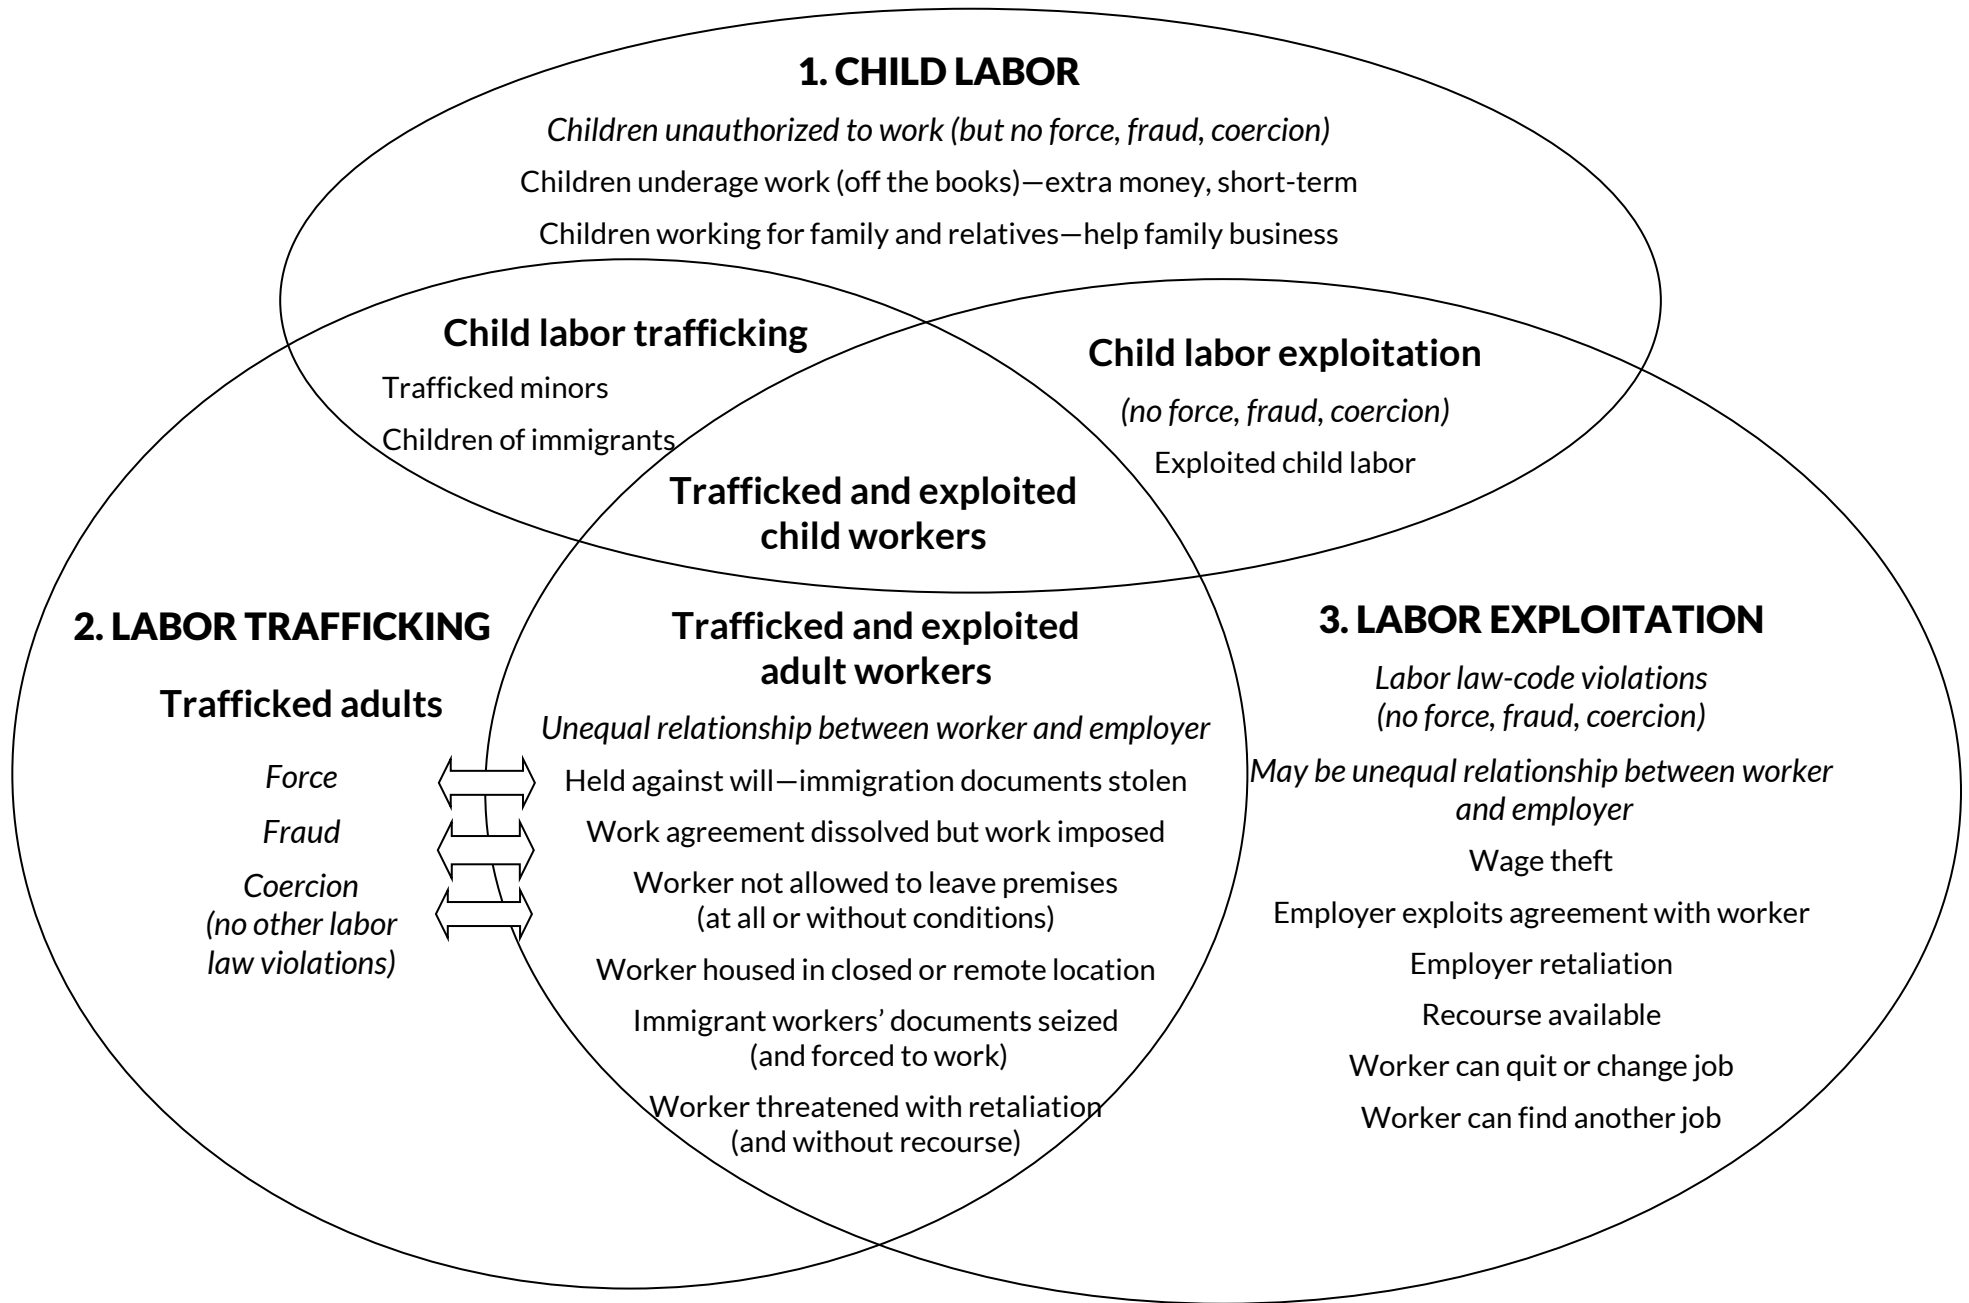 1. CHILD LABOR
Children unauthorized to work (but no force, fraud, coercion)
Children underage work (off the books)—extra money, short-term
Children working for family and relatives—help family business
Child labor trafficking
Trafficked minors
Children of immigrants
Child labor exploitation
(no force, fraud, coercion)
Exploited child labor
Trafficked and exploited
child workers
2. LABOR TRAFFICKING
Trafficked adults
Force
Fraud
Coercion
(no other labor
law violations)
Trafficked and exploited
adult workers
Unequal relationship between worker and employer
Held against will—immigration documents stolen
Work agreement dissolved but work imposed
Worker not allowed to leave premises
(at all or without conditions)
Worker housed in closed or remote location
Immigrant workers’ documents seized
(and forced to work)
Worker threatened with retaliation
(and without recourse)
3. LABOR EXPLOITATION
Labor law-code violations
(no force, fraud, coercion)
May be unequal relationship between worker
and employer
Wage theft
Employer exploits agreement with worker
Employer retaliation
Recourse available
Worker can quit or change job
Worker can find another job